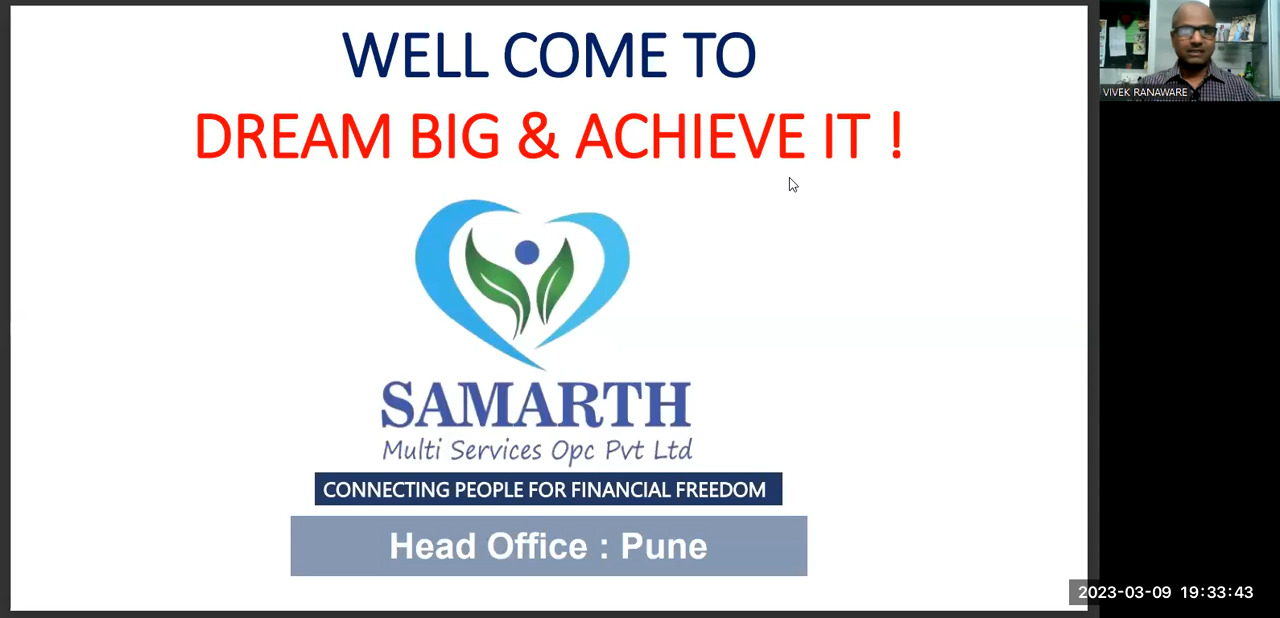 WELL COME TO
DREAM BIG & ACHIEVE IT !
VIVEK RANAWARE
SAMARTH
Multi Services Opc Pvt Ltd
CONNECTING PEOPLE FOR FINANCIAL FREEDOM
Head Office : Pune
2023-03-09 19:33:43